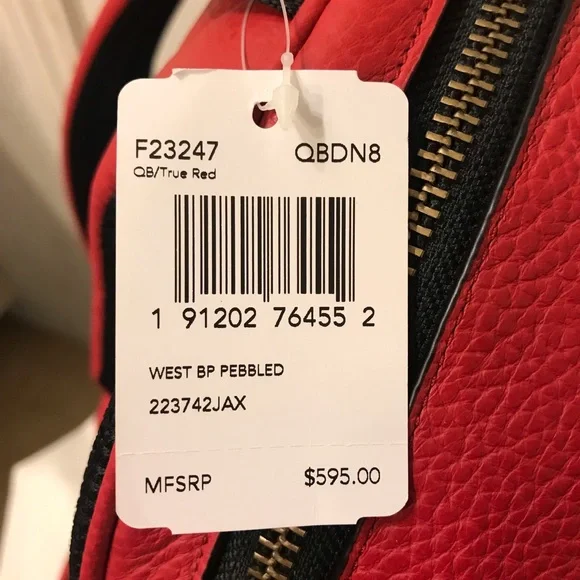 F23247 QBDN8
QB/True Red
1 91202 76455 2
WEST BP PEBBLED
223742JAX
MFSRP $595.00